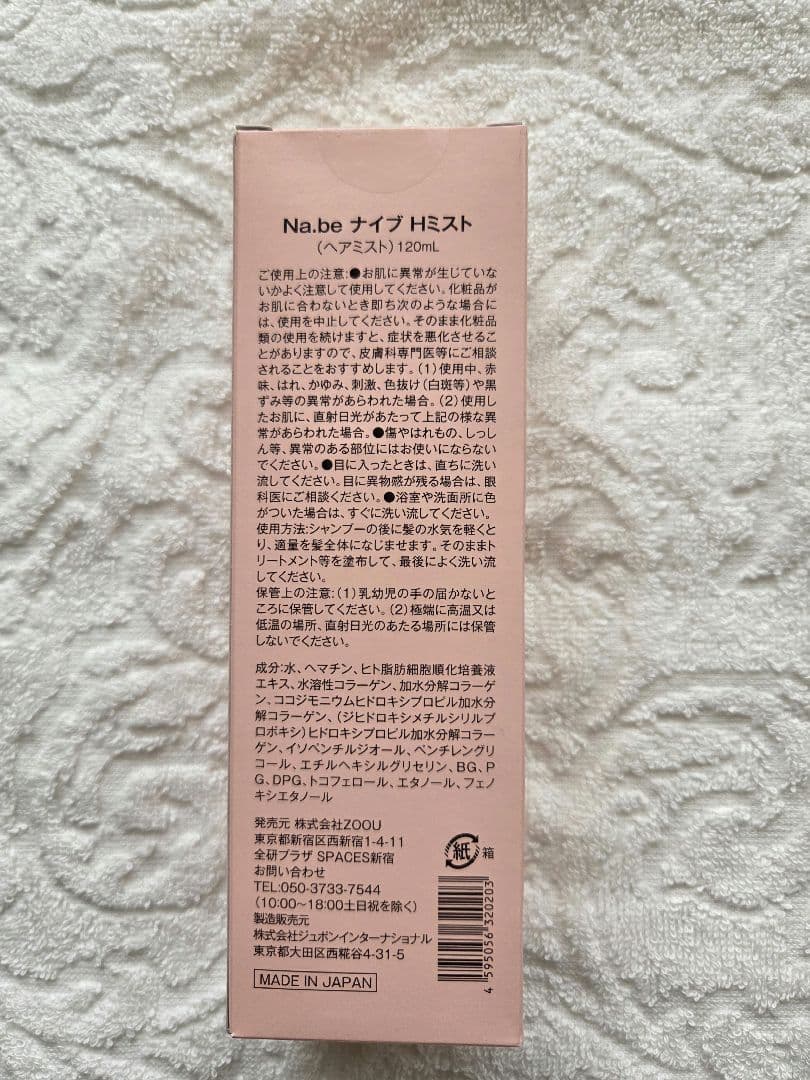 Na.be ナイブ Hミスト
（ヘアミスト）120mL
ご使用上の注意:●お肌に異常が生じていな
いかよく注意して使用してください。化粧品が
お肌に合わないとき即ち次のような場合に
は、使用を中止してください。そのまま化粧品
類の使用を続けますと、症状を悪化させるこ
とがありますので、皮膚科専門医等にご相談
されることをおすすめします。（1）使用中、赤
味、はれ、かゆみ、刺激、色抜け（白斑等）や黒
ずみ等の異常があらわれた場合。（2）使用し
たお肌に、直射日光があたって上記の様な異
常があらわれた場合。●傷やはれもの、しっし
ん等、異常のある部位にはお使いにならない
でください。●目に入ったときは、直ちに洗い
流してください。目に異物感が残る場合は、眼
科医にご相談ください。●浴室や洗面所に色
がついた場合は、すぐに洗い流してください。
使用方法:シャンプーの後に髪の水気を軽くと
り、適量を髪全体になじませます。そのままト
リートメント等を塗布して、最後によく洗い流
してください。
保管上の注意:（1）乳幼児の手の届かないと
ころに保管してください。（2）極端に高温又は
低温の場所、直射日光のあたる場所には保管
しないでください。
成分:水、ヘマチン、ヒト脂肪細胞順化培養液
エキス、水溶性コラーゲン、加水分解コラーゲ
ン、ココジモニウムヒドロキシプロピル加水分
解コラーゲン、（ジヒドロキシメチルシリルプ
ロポキシ）ヒドロキシプロピル加水分解コラー
ゲン、イソペンチルジオール、ペンチレングリ
コール、エチルヘキシルグリセリン、BG、P
G、DPG、トコフェロール、エタノール、フェノ
キシエタノール
発売元 株式会社ZOOU
東京都新宿区西新宿1-4-11
全研プラザ SPACES新宿
お問い合わせ
TEL:050-3733-7544
（10:00〜18:00土日祝を除く）
製造販売元
株式会社ジュポンインターナショナル
東京都大田区西糀谷4-31-5
MADE IN JAPAN
紙 箱
4 595056 320203